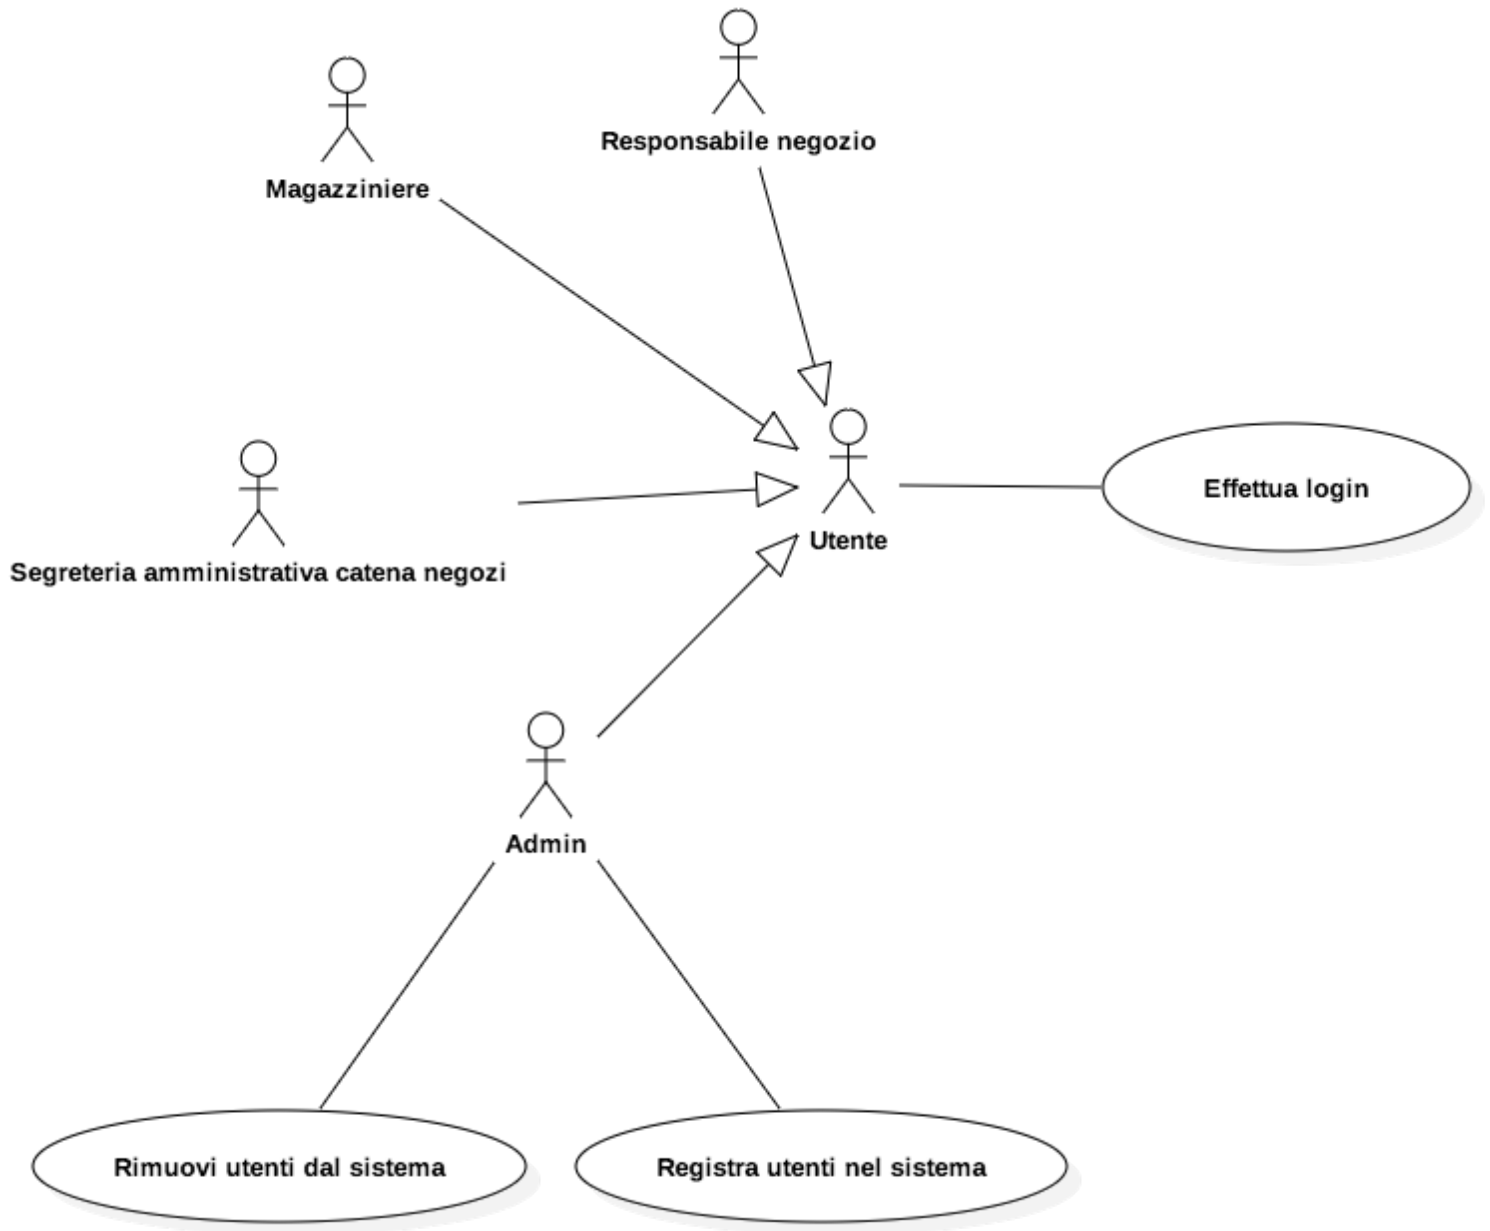 Responsabile negozio
Magazziniere
Effettua login
Utente
Segreteria amministrativa catena negozi
Admin
Rimuovi utenti dal sistema
Registra utenti nel sistema